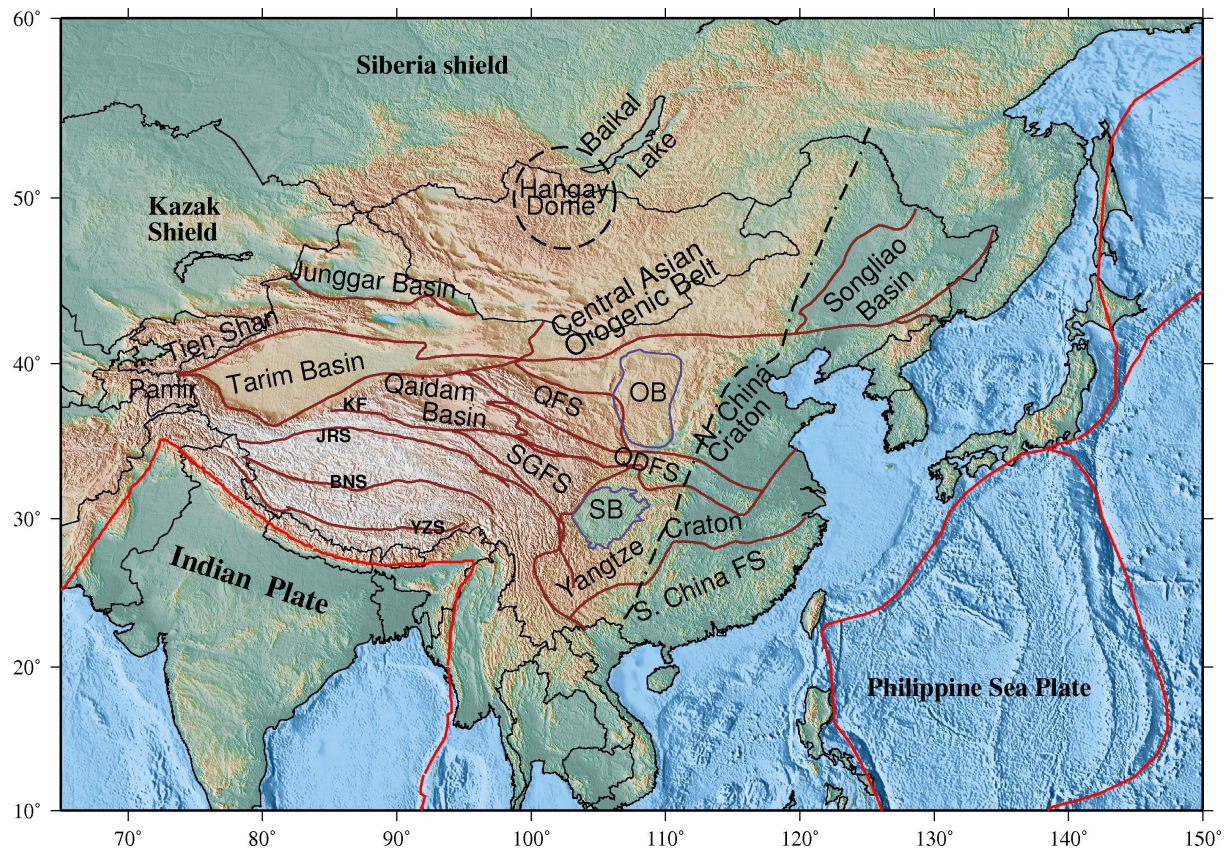 60°
Siberia shield
Baikal
Lake
50°
Hangay
Dome
Kazak
Shield
Junggar Basin
Central Asian
Orogenic Belt
Songliao
Basin
Tien Shan
40°
Pamir
Tarim Basin
Qaidam
Basin
QFS
OB
N. China
Craton
KF
JRS
SGFS
QDFS
BNS
SB
30°
YZS
Craton
Yangtze
S. China FS
Indian Plate
20°
Philippine Sea Plate
10°
70°
80°
90°
100°
110°
120°
130°
140°
150°